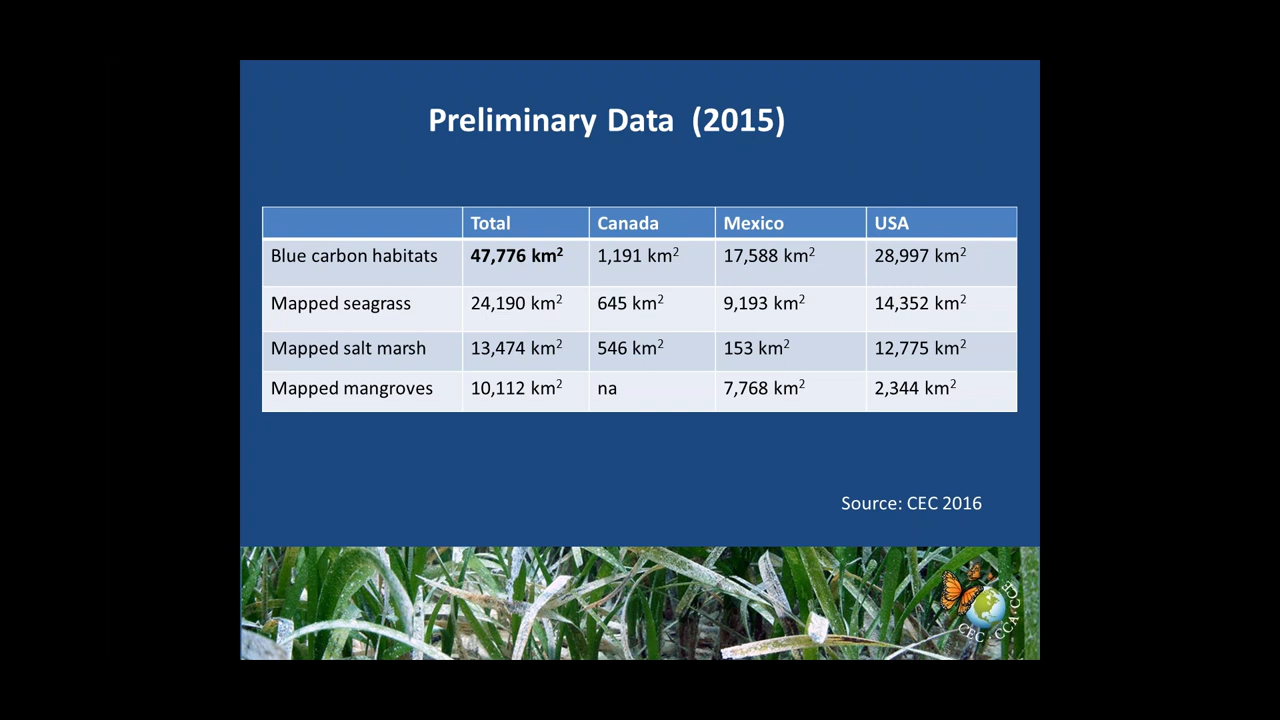 Preliminary Data (2015)
Total Canada Mexico USA
Blue carbon habitats 47,776 km² 1,191 km² 17,588 km² 28,997 km²
Mapped seagrass 24,190 km² 645 km² 9,193 km² 14,352 km²
Mapped salt marsh 13,474 km² 546 km² 153 km² 12,775 km²
Mapped mangroves 10,112 km² na 7,768 km² 2,344 km²
Source: CEC 2016
CEC · CCA · CCE